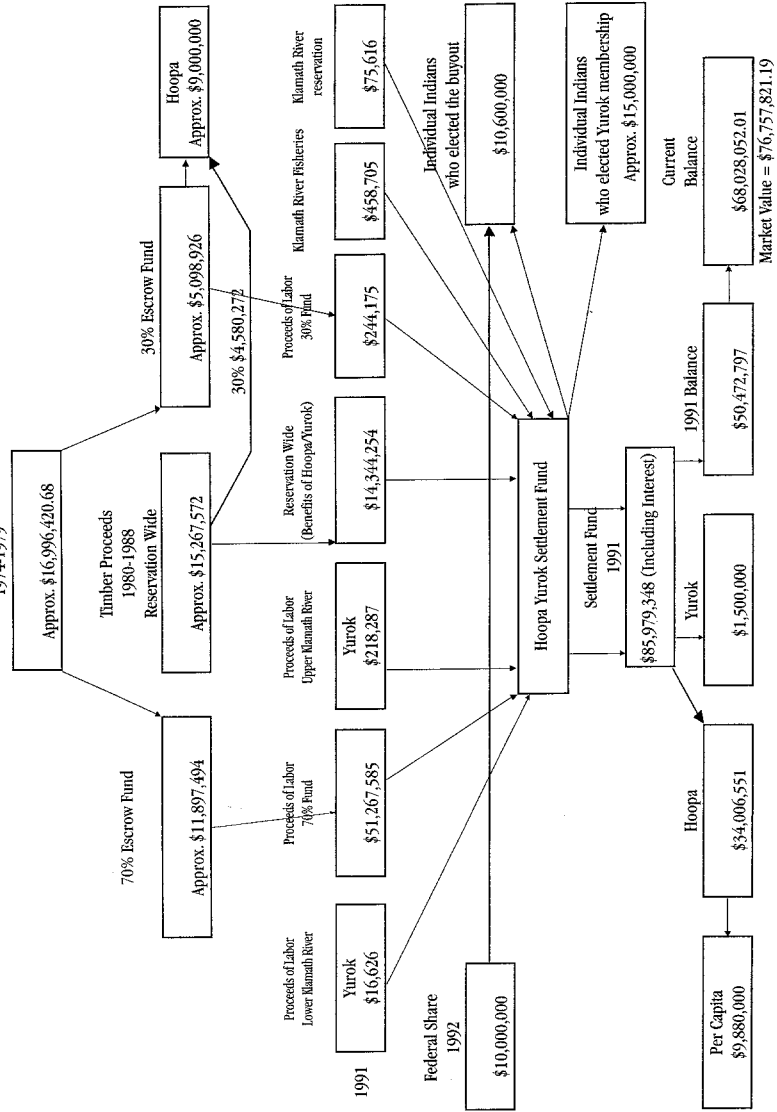 1974-1979
Approx. $16,996,420.68
70% Escrow Fund
Approx. $11,897,494
Timber Proceeds
1980-1988
Reservation Wide
Approx. $15,267,572
30% Escrow Fund
Approx. $5,098,926
30% $4,580,272
Hoopa
Approx. $9,000,000
1991
Proceeds of Labor
Lower Klamath River
Yurok
$16,626
Proceeds of Labor
70% Fund
$51,267,585
Proceeds of Labor
Upper Klamath River
Yurok
$218,287
Reservation Wide
(Benefits of Hoopa/Yurok)
$14,344,254
Proceeds of Labor
30% Fund
$244,175
Klamath River Fisheries
$458,705
Klamath River
reservation
$75,616
Federal Share
1992
$10,000,000
Individual Indians
who elected the buyout
$10,600,000
Hoopa Yurok Settlement Fund
Individual Indians
who elected Yurok membership
Approx. $15,000,000
Settlement Fund
1991
$85,979,348 (Including Interest)
Per Capita
$9,880,000
Hoopa
$34,006,551
Yurok
$1,500,000
1991 Balance
$50,472,797
Current
Balance
$68,028,052.01
Market Value = $76,757,821.19